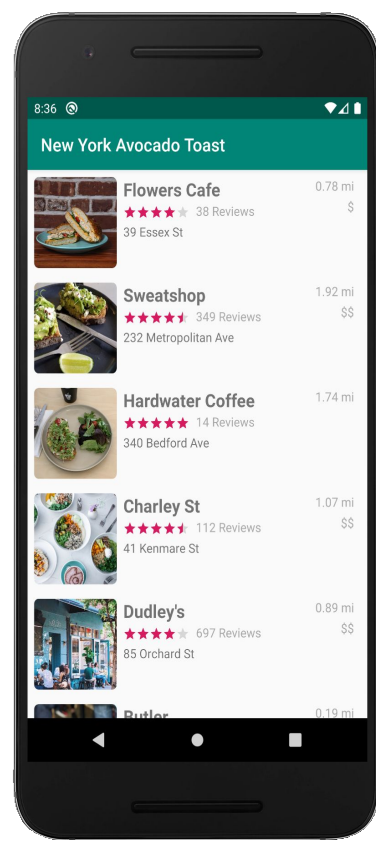 8:36
New York Avocado Toast
Flowers Cafe 0.78 mi
38 Reviews $
39 Essex St
Sweatshop 1.92 mi
349 Reviews $$
232 Metropolitan Ave
Hardwater Coffee 1.74 mi
14 Reviews
340 Bedford Ave
Charley St 1.07 mi
112 Reviews $$
41 Kenmare St
Dudley's 0.89 mi
697 Reviews $$
85 Orchard St
Butler 0.19 mi